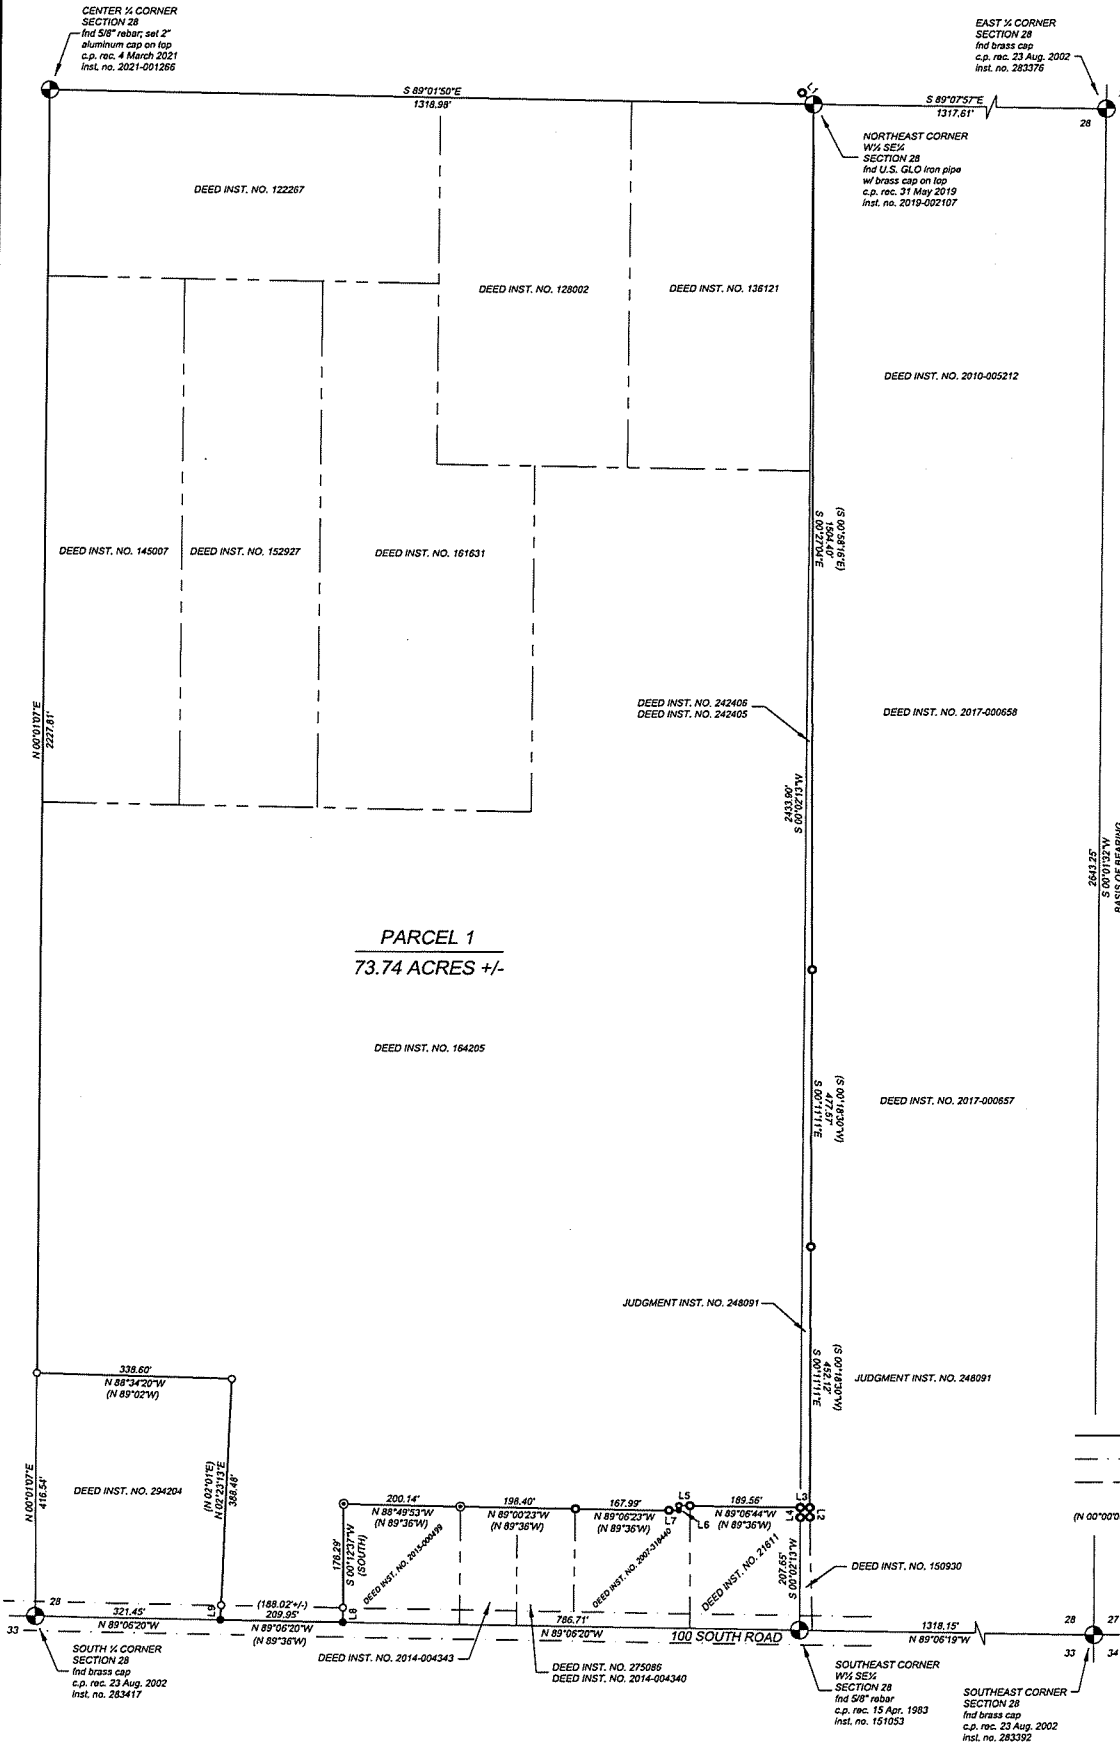 CENTER ¼ CORNER
SECTION 28
fnd 5/8" rebar; set 2"
aluminum cap on top
c.p. rec. 4 March 2021
inst. no. 2021-001266
EAST ¼ CORNER
SECTION 28
fnd brass cap
c.p. rec. 23 Aug. 2002
inst. no. 283376
S 89°01'50"E
1318.98'
L1
S 89°07'57"E
1317.61'
28
NORTHEAST CORNER
W½ SE¼
SECTION 28
fnd U.S. GLO iron pipe
w/ brass cap on top
c.p. rec. 31 May 2019
inst. no. 2019-002107
DEED INST. NO. 122267
DEED INST. NO. 128002
DEED INST. NO. 136121
DEED INST. NO. 2010-005212
(S 00°58'16"E)
1504.40'
S 00°27'04"E
DEED INST. NO. 145007
DEED INST. NO. 152927
DEED INST. NO. 161631
N 00°01'07"E
2227.81'
DEED INST. NO. 242406
DEED INST. NO. 242405
DEED INST. NO. 2017-000658
2433.90'
S 00°02'13"W
2643.25'
S 00°01'32"W
BASIS OF BEARING
PARCEL 1
73.74 ACRES +/-
DEED INST. NO. 164205
(S 00°18'30"W)
477.57'
S 00°11'11"E
DEED INST. NO. 2017-000657
JUDGMENT INST. NO. 248091
(S 00°18'30"W)
452.12'
S 00°11'11"E
JUDGMENT INST. NO. 248091
338.60'
N 88°34'20"W
(N 89°02'W)
N 00°01'07"E
416.54'
DEED INST. NO. 294204
(N 02°01'E)
N 02°23'13"E
388.48'
200.14'
N 88°49'53"W
(N 89°36'W)
198.40'
N 89°00'23"W
(N 89°36'W)
167.99'
N 89°06'23"W
(N 89°36'W)
L5
L7
L6
189.56'
N 89°06'44"W
(N 89°36'W)
L3
L4
L2
(N 00°00'0
176.29'
S 00°12'37"W
(SOUTH)
DEED INST. NO. 2015-000499
DEED INST. NO. 2007-318440
DEED INST. NO. 21611
207.65'
S 00°02'13"W
DEED INST. NO. 150930
28
33
321.45'
N 89°06'20"W
L9
(188.02'+/-)
209.95'
N 89°06'20"W
(N 89°36'W)
L8
786.71'
N 89°06'20"W
100 SOUTH ROAD
1318.15'
N 89°06'19"W
28
27
33
34
SOUTH ¼ CORNER
SECTION 28
fnd brass cap
c.p. rec. 23 Aug. 2002
inst. no. 283417
DEED INST. NO. 2014-004343
DEED INST. NO. 275086
DEED INST. NO. 2014-004340
SOUTHEAST CORNER
W½ SE¼
SECTION 28
fnd 5/8" rebar
c.p. rec. 15 Apr. 1983
inst. no. 151053
SOUTHEAST CORNER
SECTION 28
fnd brass cap
c.p. rec. 23 Aug. 2002
inst. no. 283392